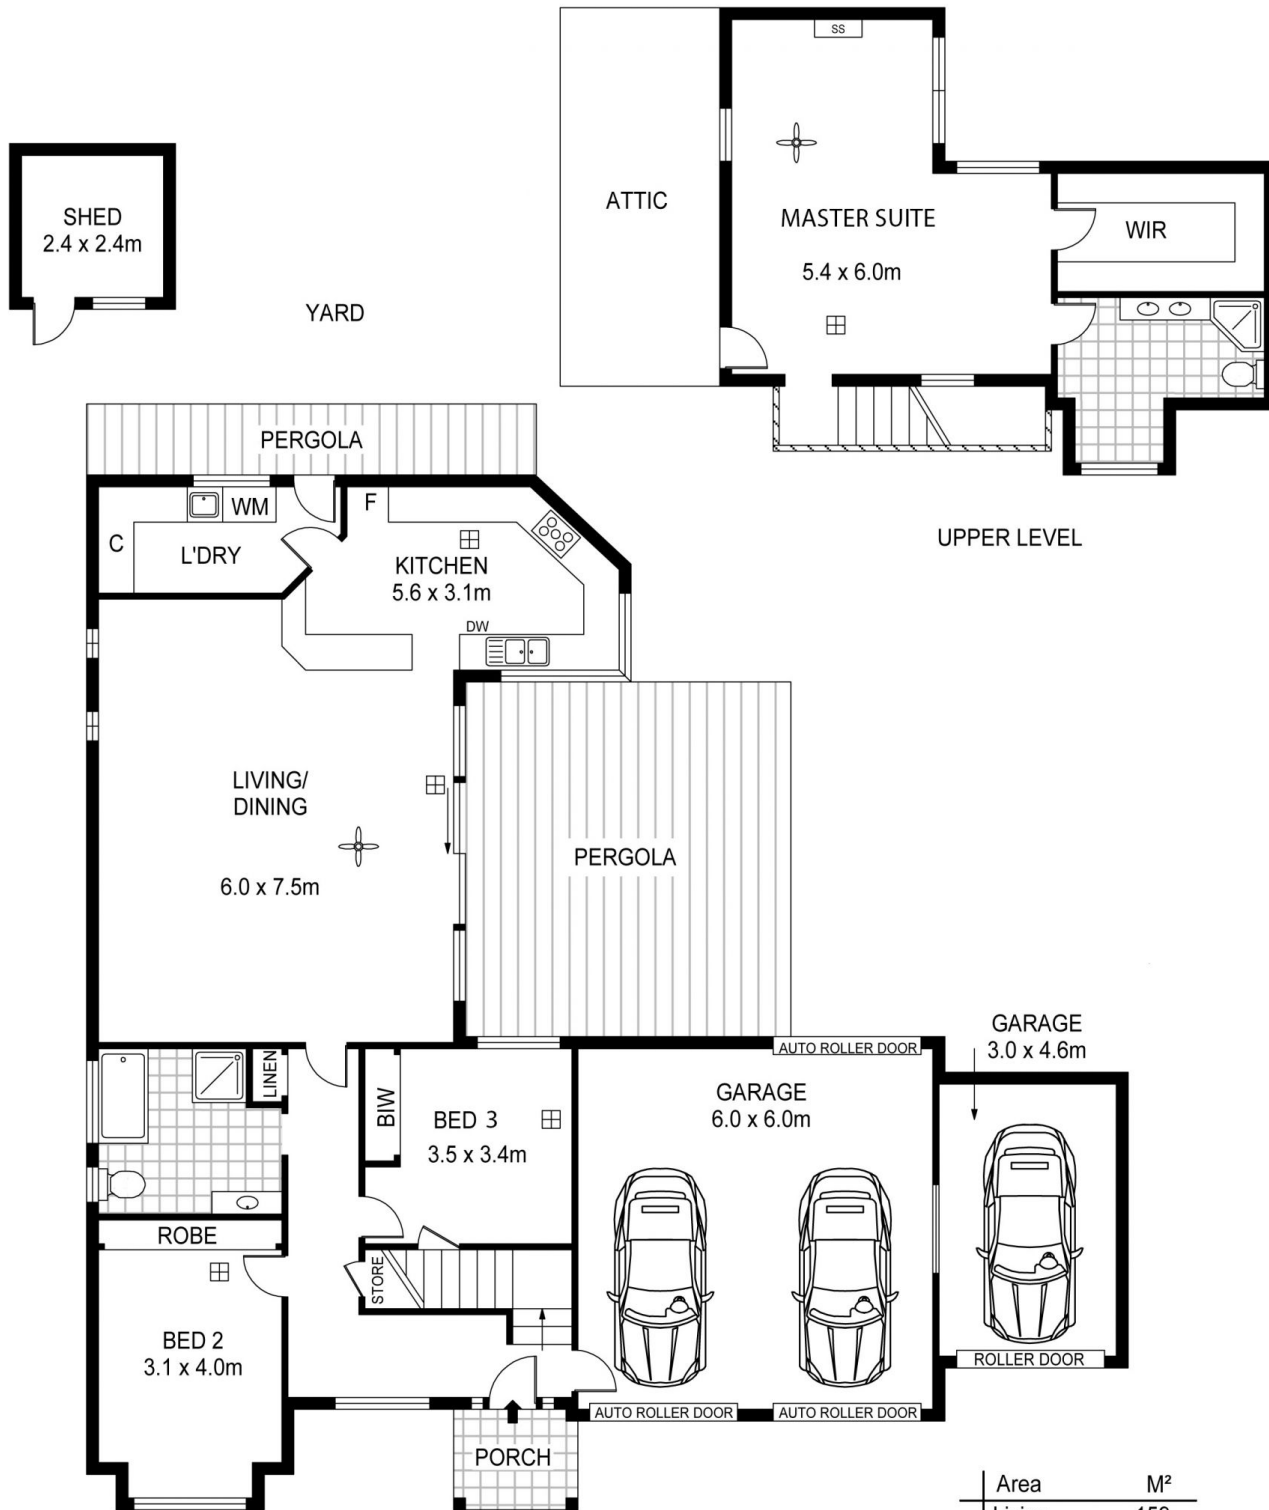 SS
ATTIC
MASTER SUITE
5.4 x 6.0m
WIR
SHED
2.4 x 2.4m
YARD
PERGOLA
UPPER LEVEL
WM
F
C
L'DRY
KITCHEN
5.6 x 3.1m
DW
LIVING/
DINING
6.0 x 7.5m
PERGOLA
GARAGE
3.0 x 4.6m
AUTO ROLLER DOOR
LINEN
BIW
BED 3
3.5 x 3.4m
GARAGE
6.0 x 6.0m
ROBE
STORE
BED 2
3.1 x 4.0m
ROLLER DOOR
AUTO ROLLER DOOR
AUTO ROLLER DOOR
PORCH
Area M²